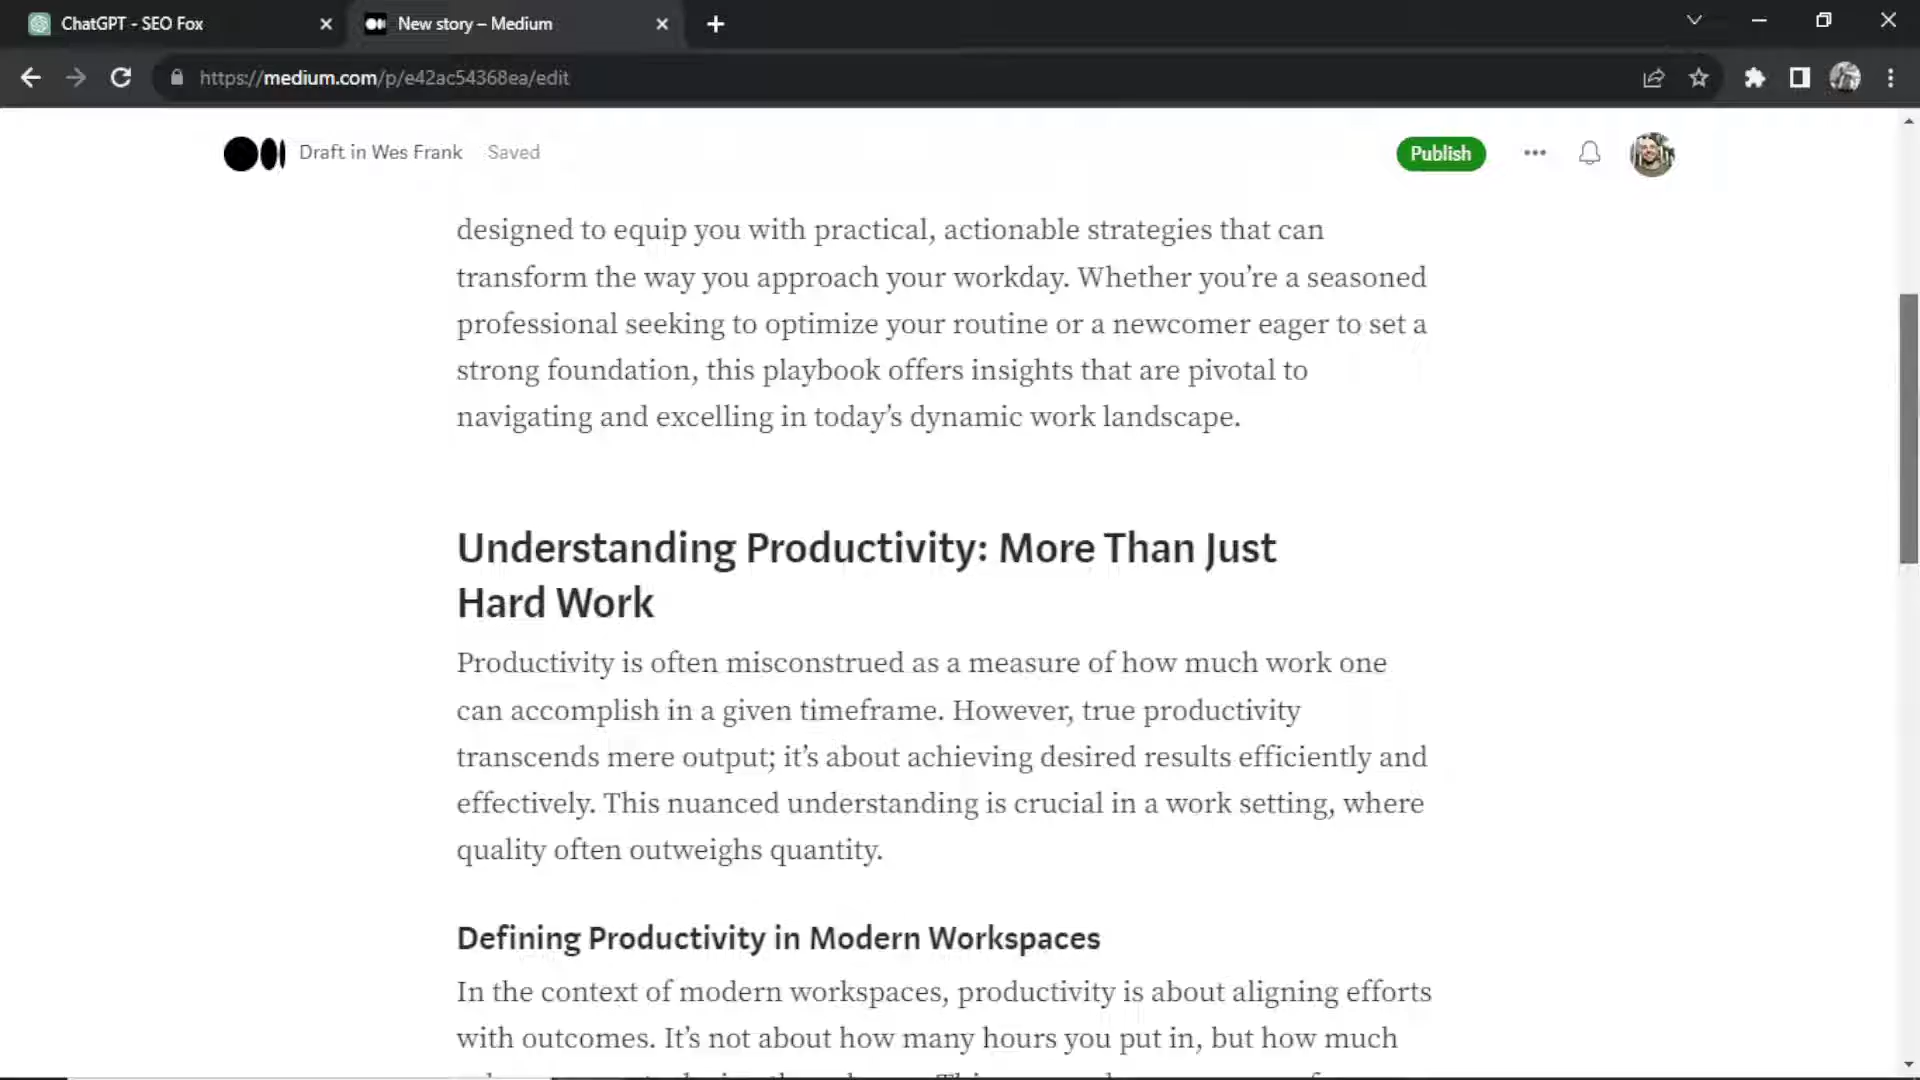 ChatGPT - SEO Fox
New story – Medium
https://medium.com/p/e42ac54368ea/edit
Draft in Wes Frank Saved
Publish
designed to equip you with practical, actionable strategies that can
transform the way you approach your workday. Whether you’re a seasoned
professional seeking to optimize your routine or a newcomer eager to set a
strong foundation, this playbook offers insights that are pivotal to
navigating and excelling in today’s dynamic work landscape.
Understanding Productivity: More Than Just
Hard Work
Productivity is often misconstrued as a measure of how much work one
can accomplish in a given timeframe. However, true productivity
transcends mere output; it’s about achieving desired results efficiently and
effectively. This nuanced understanding is crucial in a work setting, where
quality often outweighs quantity.
Defining Productivity in Modern Workspaces
In the context of modern workspaces, productivity is about aligning efforts
with outcomes. It’s not about how many hours you put in, but how much